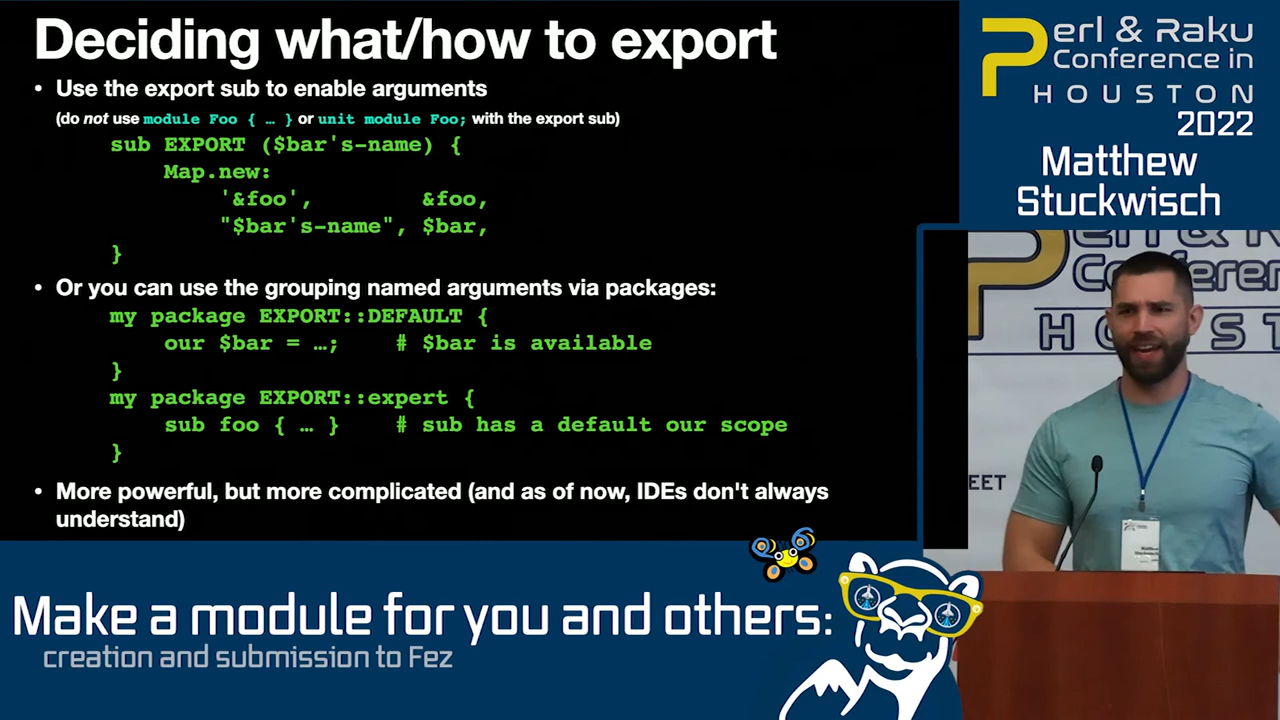 Deciding what/how to export
• Use the export sub to enable arguments
(do not use module Foo { … } or unit module Foo; with the export sub)
sub EXPORT ($bar's-name) {
Map.new:
'&foo', &foo,
"$bar's-name", $bar,
}
• Or you can use the grouping named arguments via packages:
my package EXPORT::DEFAULT {
our $bar = …; # $bar is available
}
my package EXPORT::expert {
sub foo { … } # sub has a default our scope
}
• More powerful, but more complicated (and as of now, IDEs don't always
understand)
Perl & Raku
Conference in
HOUSTON
2022
Matthew
Stuckwisch
erl & R
Conferen
HOUST
EET
Make a module for you and others:
creation and submission to Fez